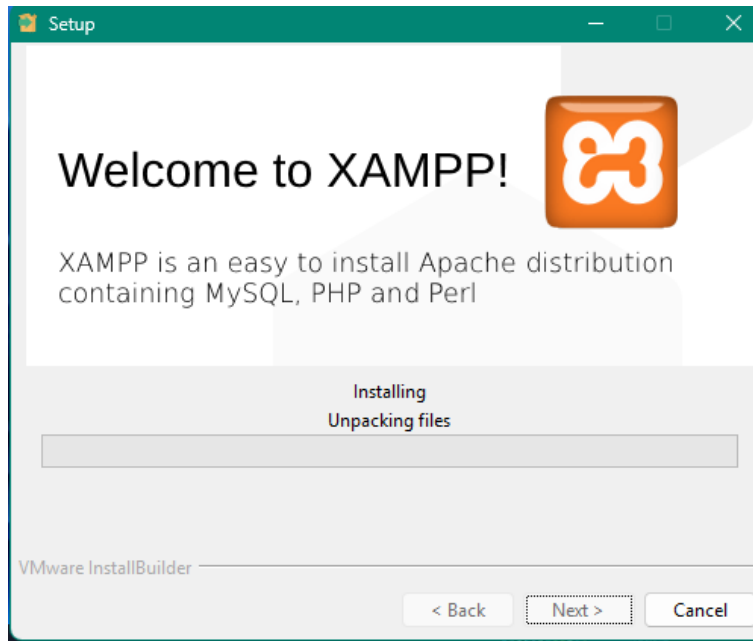 Setup
Welcome to XAMPP!
XAMPP is an easy to install Apache distribution
containing MySQL, PHP and Perl
Installing
Unpacking files
VMware InstallBuilder
< Back
Next >
Cancel